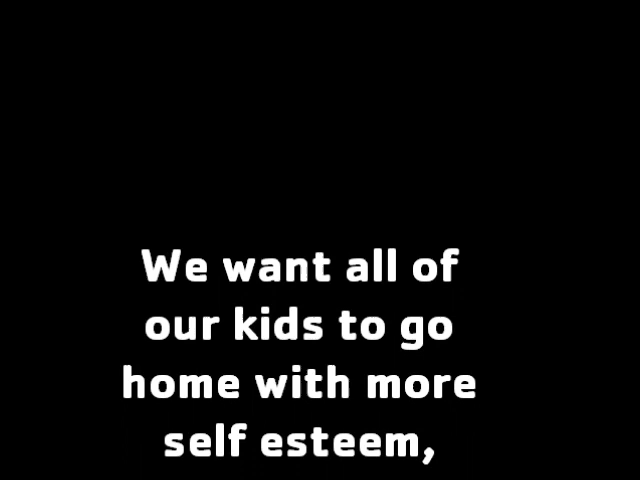 We want all of
our kids to go
home with more
self esteem,